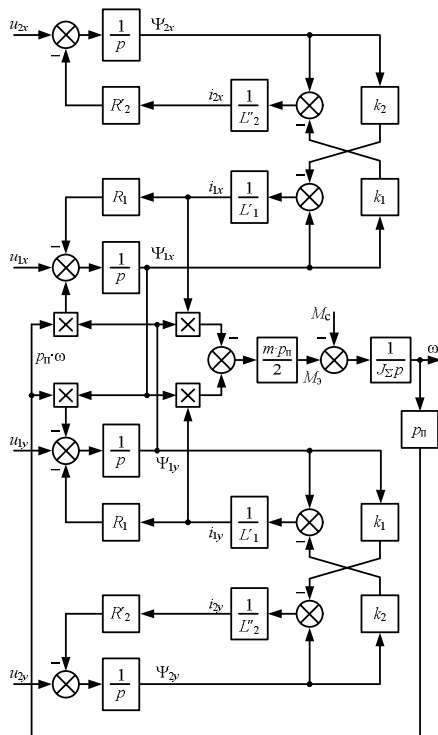 u₂ₓ
Ψ₂ₓ
1
p
−
R'₂
i₂ₓ
1
L''₂
−
k₂
−
R₁
i₁ₓ
1
L'₁
k₁
−
u₁ₓ
1
p
Ψ₁ₓ
×
×
pп·ω
−
m·pп
2
Mэ
Mс
−
1
J_Σ p
ω
×
×
pп
−
u₁y
1
p
Ψ₁y
−
R₁
i₁y
1
L'₁
−
k₁
−
R'₂
i₂y
1
L''₂
k₂
−
u₂y
1
p
Ψ₂y